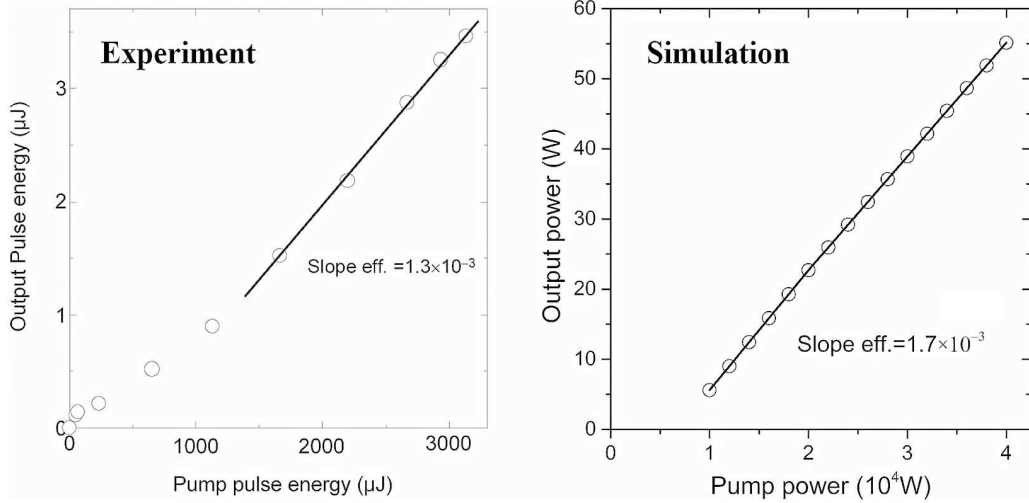 Experiment
3
2
1
0
Output Pulse energy (µJ)
Slope eff. =1.3×10⁻³
0
1000
2000
3000
Pump pulse energy (µJ)
Simulation
60
50
40
30
20
10
0
Output power (W)
Slope eff.=1.7×10⁻³
0
1
2
3
4
Pump power (10⁴W)